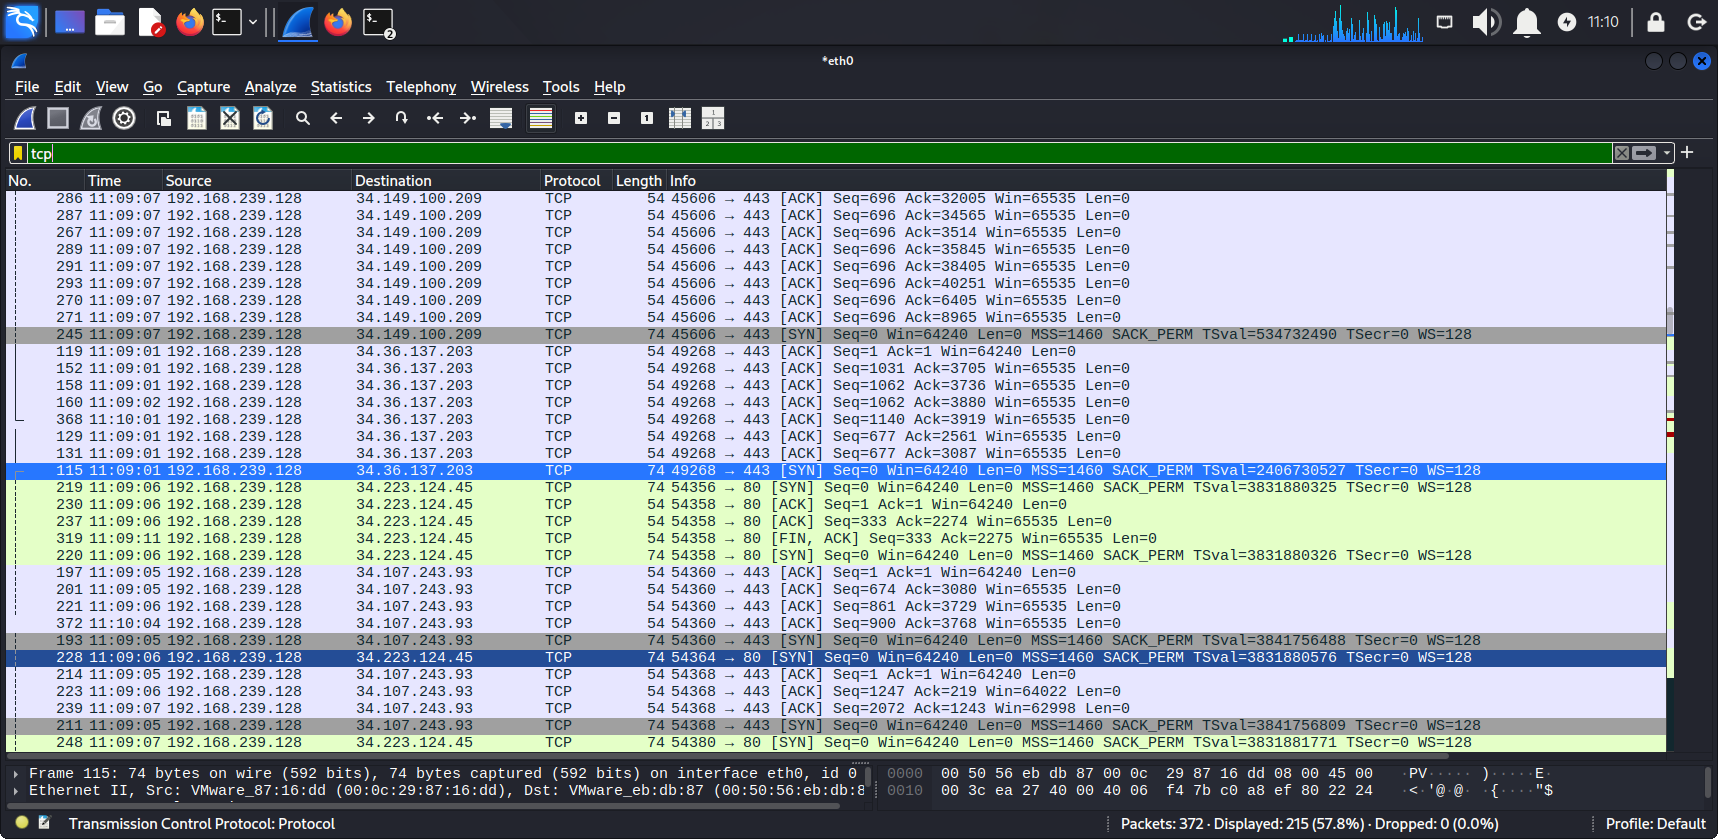 $_
$_
2
11:10
*eth0
File Edit View Go Capture Analyze Statistics Telephony Wireless Tools Help
tcp
No. Time Source Destination Protocol Length Info
286 11:09:07 192.168.239.128 34.149.100.209 TCP 54 45606 → 443 [ACK] Seq=696 Ack=32005 Win=65535 Len=0
287 11:09:07 192.168.239.128 34.149.100.209 TCP 54 45606 → 443 [ACK] Seq=696 Ack=34565 Win=65535 Len=0
267 11:09:07 192.168.239.128 34.149.100.209 TCP 54 45606 → 443 [ACK] Seq=696 Ack=3514 Win=65535 Len=0
289 11:09:07 192.168.239.128 34.149.100.209 TCP 54 45606 → 443 [ACK] Seq=696 Ack=35845 Win=65535 Len=0
291 11:09:07 192.168.239.128 34.149.100.209 TCP 54 45606 → 443 [ACK] Seq=696 Ack=38405 Win=65535 Len=0
293 11:09:07 192.168.239.128 34.149.100.209 TCP 54 45606 → 443 [ACK] Seq=696 Ack=40251 Win=65535 Len=0
270 11:09:07 192.168.239.128 34.149.100.209 TCP 54 45606 → 443 [ACK] Seq=696 Ack=6405 Win=65535 Len=0
271 11:09:07 192.168.239.128 34.149.100.209 TCP 54 45606 → 443 [ACK] Seq=696 Ack=8965 Win=65535 Len=0
245 11:09:07 192.168.239.128 34.149.100.209 TCP 74 45606 → 443 [SYN] Seq=0 Win=64240 Len=0 MSS=1460 SACK_PERM TSval=534732490 TSecr=0 WS=128
119 11:09:01 192.168.239.128 34.36.137.203 TCP 54 49268 → 443 [ACK] Seq=1 Ack=1 Win=64240 Len=0
152 11:09:01 192.168.239.128 34.36.137.203 TCP 54 49268 → 443 [ACK] Seq=1031 Ack=3705 Win=65535 Len=0
158 11:09:01 192.168.239.128 34.36.137.203 TCP 54 49268 → 443 [ACK] Seq=1062 Ack=3736 Win=65535 Len=0
160 11:09:02 192.168.239.128 34.36.137.203 TCP 54 49268 → 443 [ACK] Seq=1062 Ack=3880 Win=65535 Len=0
368 11:10:01 192.168.239.128 34.36.137.203 TCP 54 49268 → 443 [ACK] Seq=1140 Ack=3919 Win=65535 Len=0
129 11:09:01 192.168.239.128 34.36.137.203 TCP 54 49268 → 443 [ACK] Seq=677 Ack=2561 Win=65535 Len=0
131 11:09:01 192.168.239.128 34.36.137.203 TCP 54 49268 → 443 [ACK] Seq=677 Ack=3087 Win=65535 Len=0
115 11:09:01 192.168.239.128 34.36.137.203 TCP 74 49268 → 443 [SYN] Seq=0 Win=64240 Len=0 MSS=1460 SACK_PERM TSval=2406730527 TSecr=0 WS=128
219 11:09:06 192.168.239.128 34.223.124.45 TCP 74 54356 → 80 [SYN] Seq=0 Win=64240 Len=0 MSS=1460 SACK_PERM TSval=3831880325 TSecr=0 WS=128
230 11:09:06 192.168.239.128 34.223.124.45 TCP 54 54358 → 80 [ACK] Seq=1 Ack=1 Win=64240 Len=0
237 11:09:06 192.168.239.128 34.223.124.45 TCP 54 54358 → 80 [ACK] Seq=333 Ack=2274 Win=65535 Len=0
319 11:09:11 192.168.239.128 34.223.124.45 TCP 54 54358 → 80 [FIN, ACK] Seq=333 Ack=2275 Win=65535 Len=0
220 11:09:06 192.168.239.128 34.223.124.45 TCP 74 54358 → 80 [SYN] Seq=0 Win=64240 Len=0 MSS=1460 SACK_PERM TSval=3831880326 TSecr=0 WS=128
197 11:09:05 192.168.239.128 34.107.243.93 TCP 54 54360 → 443 [ACK] Seq=1 Ack=1 Win=64240 Len=0
201 11:09:05 192.168.239.128 34.107.243.93 TCP 54 54360 → 443 [ACK] Seq=674 Ack=3080 Win=65535 Len=0
221 11:09:06 192.168.239.128 34.107.243.93 TCP 54 54360 → 443 [ACK] Seq=861 Ack=3729 Win=65535 Len=0
372 11:10:04 192.168.239.128 34.107.243.93 TCP 54 54360 → 443 [ACK] Seq=900 Ack=3768 Win=65535 Len=0
193 11:09:05 192.168.239.128 34.107.243.93 TCP 74 54360 → 443 [SYN] Seq=0 Win=64240 Len=0 MSS=1460 SACK_PERM TSval=3841756488 TSecr=0 WS=128
228 11:09:06 192.168.239.128 34.223.124.45 TCP 74 54364 → 80 [SYN] Seq=0 Win=64240 Len=0 MSS=1460 SACK_PERM TSval=3831880576 TSecr=0 WS=128
214 11:09:05 192.168.239.128 34.107.243.93 TCP 54 54368 → 443 [ACK] Seq=1 Ack=1 Win=64240 Len=0
223 11:09:06 192.168.239.128 34.107.243.93 TCP 54 54368 → 443 [ACK] Seq=1247 Ack=219 Win=64022 Len=0
239 11:09:07 192.168.239.128 34.107.243.93 TCP 54 54368 → 443 [ACK] Seq=2072 Ack=1243 Win=62998 Len=0
211 11:09:05 192.168.239.128 34.107.243.93 TCP 74 54368 → 443 [SYN] Seq=0 Win=64240 Len=0 MSS=1460 SACK_PERM TSval=3841756809 TSecr=0 WS=128
248 11:09:07 192.168.239.128 34.223.124.45 TCP 74 54380 → 80 [SYN] Seq=0 Win=64240 Len=0 MSS=1460 SACK_PERM TSval=3831881771 TSecr=0 WS=128
Frame 115: 74 bytes on wire (592 bits), 74 bytes captured (592 bits) on interface eth0, id 0
Ethernet II, Src: VMware_87:16:dd (00:0c:29:87:16:dd), Dst: VMware_eb:db:87 (00:50:56:eb:db:8
0000 00 50 56 eb db 87 00 0c 29 87 16 dd 08 00 45 00 ·PV····· )·····E·
0010 00 3c ea 27 40 00 40 06 f4 7b c0 a8 ef 80 22 24 ·<·'@·@· ·{····"$
Transmission Control Protocol: Protocol
Packets: 372 · Displayed: 215 (57.8%) · Dropped: 0 (0.0%)
Profile: Default